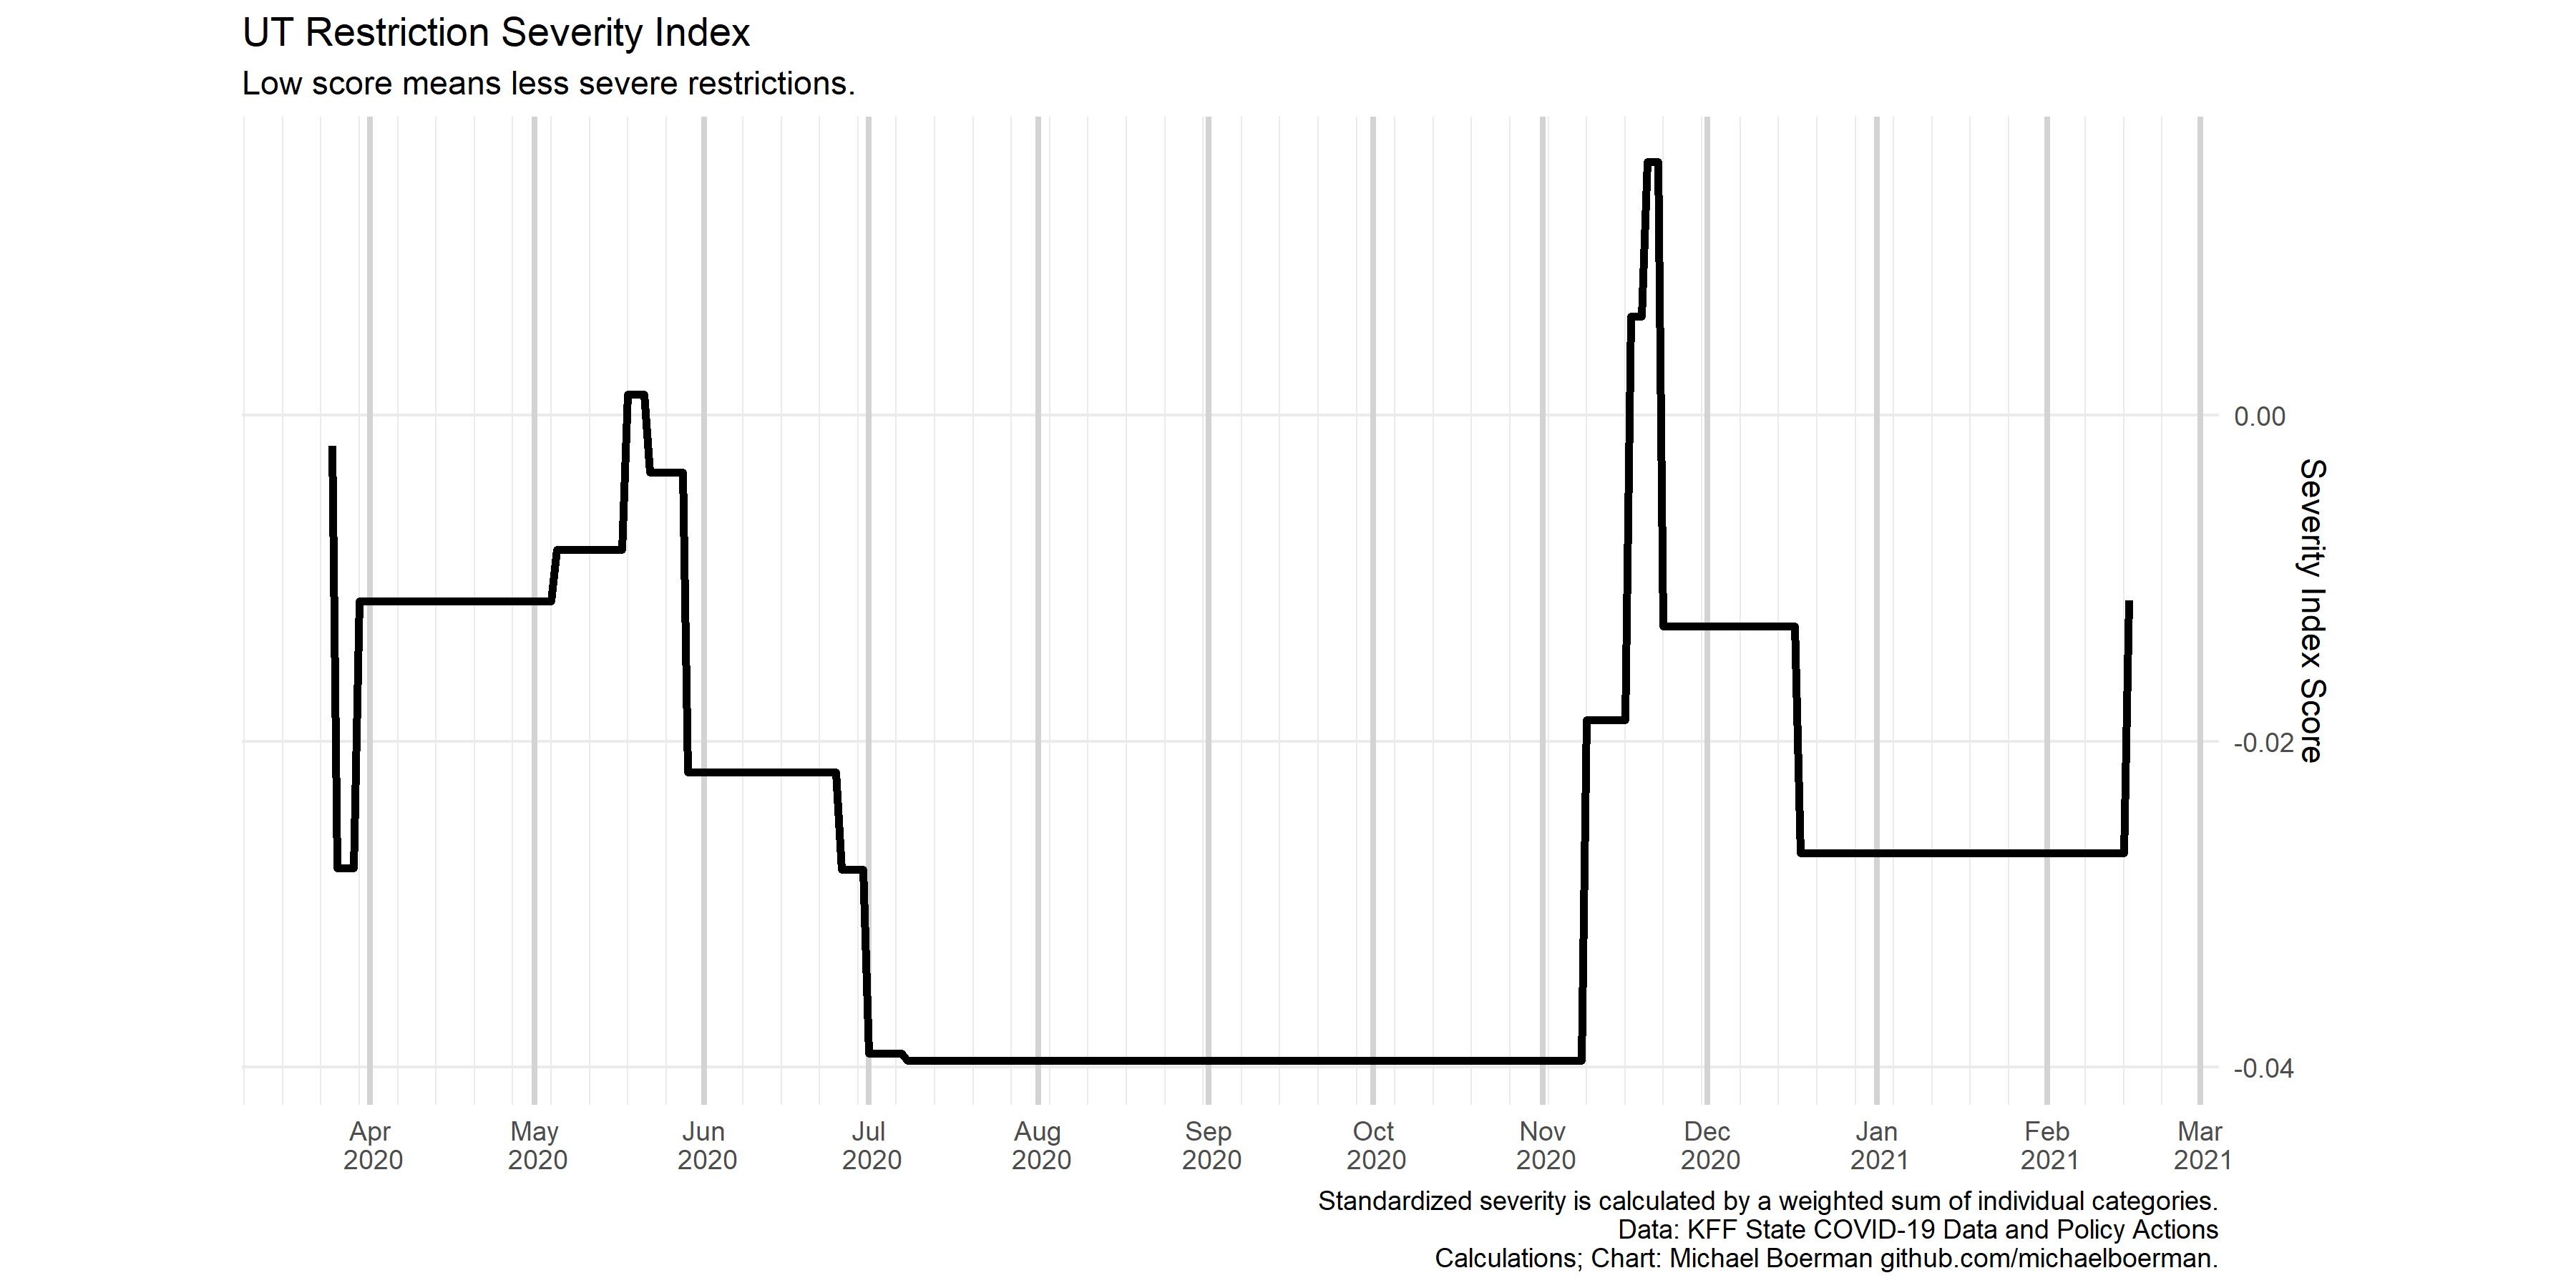 UT Restriction Severity Index
Low score means less severe restrictions.
0.00
-0.02
-0.04
Severity Index Score
Apr 2020
May 2020
Jun 2020
Jul 2020
Aug 2020
Sep 2020
Oct 2020
Nov 2020
Dec 2020
Jan 2021
Feb 2021
Mar 2021
Standardized severity is calculated by a weighted sum of individual categories.
Data: KFF State COVID-19 Data and Policy Actions
Calculations; Chart: Michael Boerman github.com/michaelboerman.